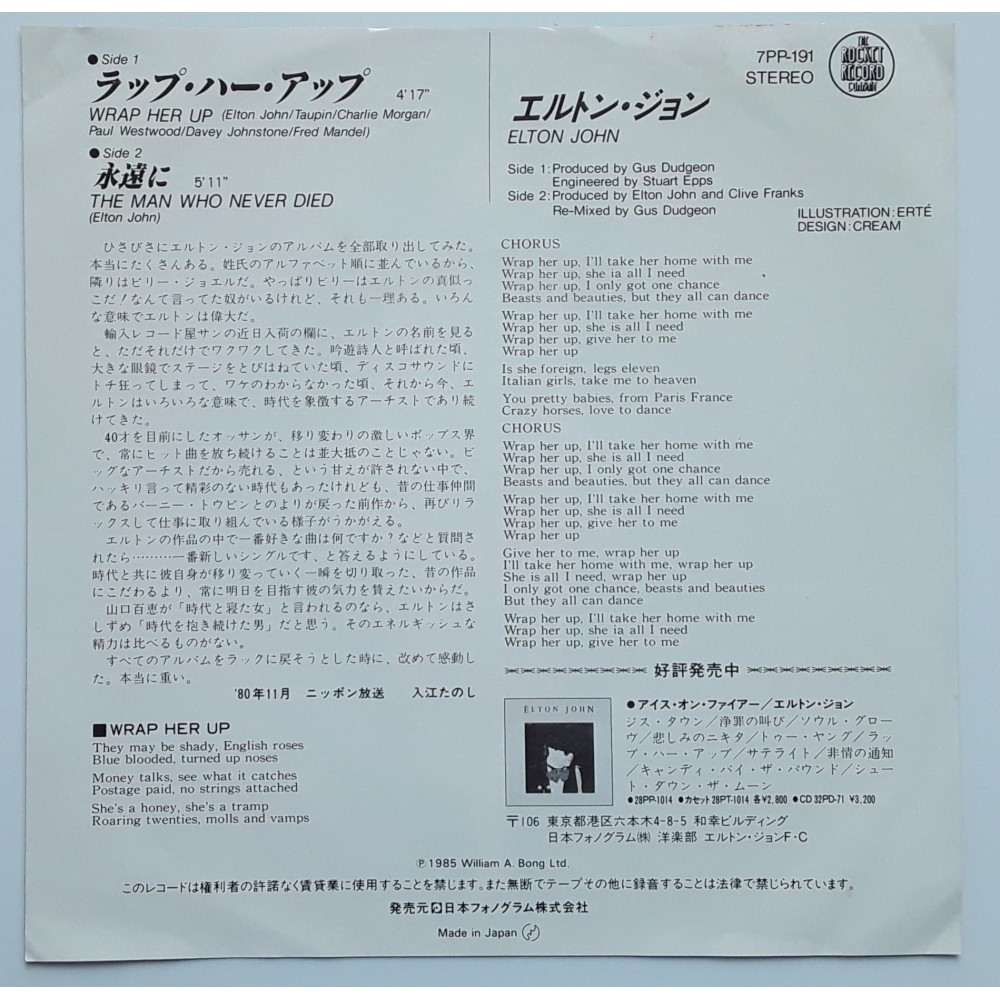 ● Side 1
ラップ・ハー・アップ 4'17"
WRAP HER UP (Elton John/Taupin/Charlie Morgan/
Paul Westwood/Davey Johnstone/Fred Mandel)
● Side 2
永遠に 5'11"
THE MAN WHO NEVER DIED
(Elton John)
7PP-191
STEREO
THE ROCKET RECORD COMPANY
エルトン・ジョン
ELTON JOHN
Side 1: Produced by Gus Dudgeon
Engineered by Stuart Epps
Side 2: Produced by Elton John and Clive Franks
Re-Mixed by Gus Dudgeon
ILLUSTRATION: ERTÉ
DESIGN: CREAM
ひさびさにエルトン・ジョンのアルバムを全部取り出してみた。
本当にたくさんある。姓氏のアルファベット順に並んでいるから、
隣りはビリー・ジョエルだ。やっぱりビリーはエルトンの真似っ
こだ！なんて言ってた奴がいるけれど、それも一理ある。いろん
な意味でエルトンは偉大だ。
輸入レコード屋サンの近日入荷の欄に、エルトンの名前を見る
と、ただそれだけでワクワクしてきた。吟遊詩人と呼ばれた頃、
大きな眼鏡でステージをとびはねていた頃、ディスコサウンドに
トチ狂ってしまって、ワケのわからなかった頃、それから今、エ
ルトンはいろいろな意味で、時代を象徴するアーチストであり続
けてきた。
40才を目前にしたオッサンが、移り変わりの激しいポップス界
で、常にヒット曲を放ち続けることは並大抵のことじゃない。ビ
ッグなアーチストだから売れる、という甘えが許されない中で、
ハッキリ言って精彩のない時代もあったけれども、昔の仕事仲間
であるバーニー・トウピンとのよりが戻った前作から、再びリラ
ックスして仕事に取り組んでいる様子がうかがえる。
エルトンの作品の中で一番好きな曲は何ですか？などと質問さ
れたら………一番新しいシングルです、と答えるようにしている。
時代と共に彼自身が移り変っていく一瞬を切り取った、昔の作品
にこだわるより、常に明日を目指す彼の気力を賛えたいからだ。
山口百恵が「時代と寝た女」と言われるのなら、エルトンはさ
しずめ「時代を抱き続けた男」だと思う。そのエネルギッシュな
精力は比べるものがない。
すべてのアルバムをラックに戻そうとした時に、改めて感動し
た。本当に重い。
'80年11月 ニッポン放送 入江たのし
■WRAP HER UP
They may be shady, English roses
Blue blooded, turned up noses
Money talks, see what it catches
Postage paid, no strings attached
She's a honey, she's a tramp
Roaring twenties, molls and vamps
CHORUS
Wrap her up, I'll take her home with me
Wrap her up, she ia all I need
Wrap her up, I only got one chance
Beasts and beauties, but they all can dance
Wrap her up, I'll take her home with me
Wrap her up, she is all I need
Wrap her up, give her to me
Wrap her up
Is she foreign, legs eleven
Italian girls, take me to heaven
You pretty babies, from Paris France
Crazy horses, love to dance
CHORUS
Wrap her up, I'll take her home with me
Wrap her up, she is all I need
Wrap her up, I only got one chance
Beasts and beauties, but they all can dance
Wrap her up, I'll take her home with me
Wrap her up, she is all I need
Wrap her up, give her to me
Wrap her up
Give her to me, wrap her up
I'll take her home with me, wrap her up
She is all I need, wrap her up
I only got one chance, beasts and beauties
But they all can dance
Wrap her up, I'll take her home with me
Wrap her up, she ia all I need
Wrap her up, give her to me
好評発売中
ELTON JOHN
●アイス・オン・ファイアー／エルトン・ジョン
ジス・タウン／浄罪の叫び／ソウル・グロー
ヴ／悲しみのニキタ／トゥー・ヤング／ラッ
プ・ハー・アップ／サテライト／非情の通知
／キャンディ・バイ・ザ・パウンド／シュー
ト・ダウン・ザ・ムーン
●28PP-1014 ●カセット28PT-1014 各¥2,800 ●CD 32PD-71 ¥3,200
〒106 東京都港区六本木4-8-5 和幸ビルディング
日本フォノグラム㈱ 洋楽部 エルトン・ジョンF・C
Ⓟ1985 William A. Bong Ltd.
このレコードは権利者の許諾なく賃貸業に使用することを禁じます。また無断でテープその他に録音することは法律で禁じられています。
発売元 日本フォノグラム株式会社
Made in Japan